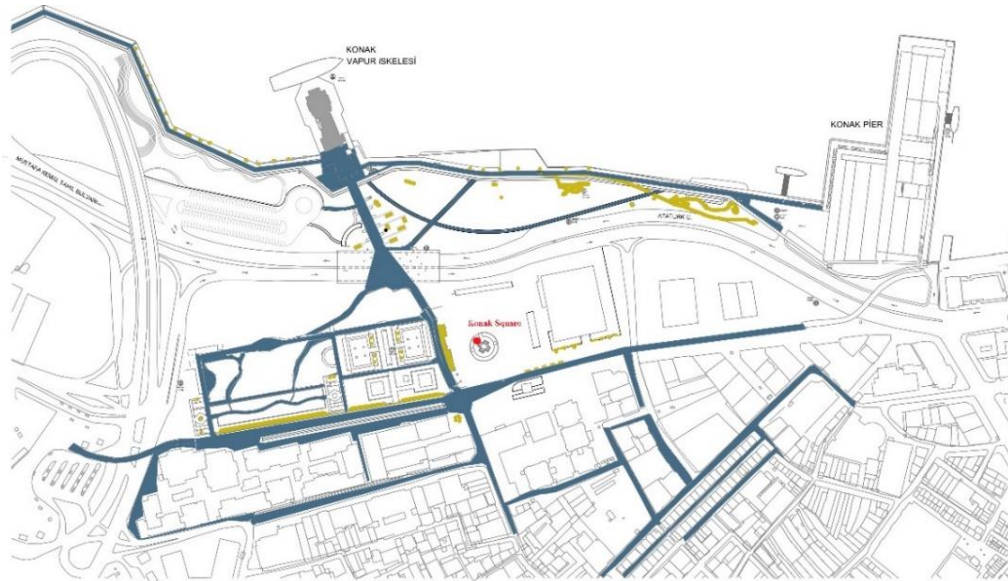 KONAK
VAPUR İSKELESİ
KONAK PİER
MUSTAFA KEMAL SAHİL BULVARI
ATATÜRK C.
Konak Square